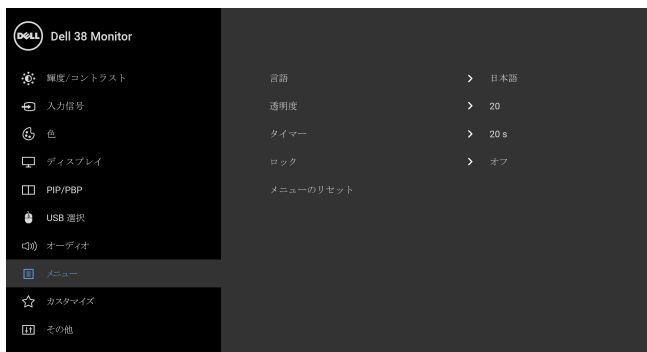 DELL
Dell 38 Monitor
輝度/コントラスト
入力信号
色
ディスプレイ
PIP/PBP
USB 選択
オーディオ
メニュー
カスタマイズ
その他
言語 日本語
透明度 20
タイマー 20 s
ロック オフ
メニューのリセット